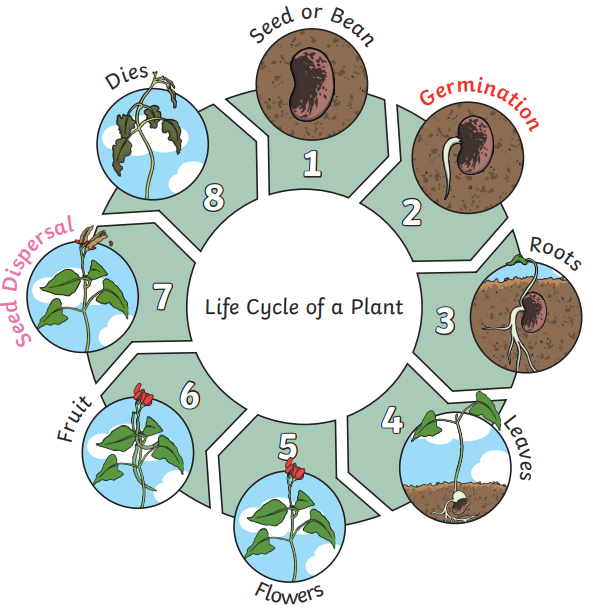 Life Cycle of a Plant
Seed or Bean
1
Germination
2
Roots
3
Leaves
4
Flowers
5
Fruit
6
Seed Dispersal
7
Dies
8